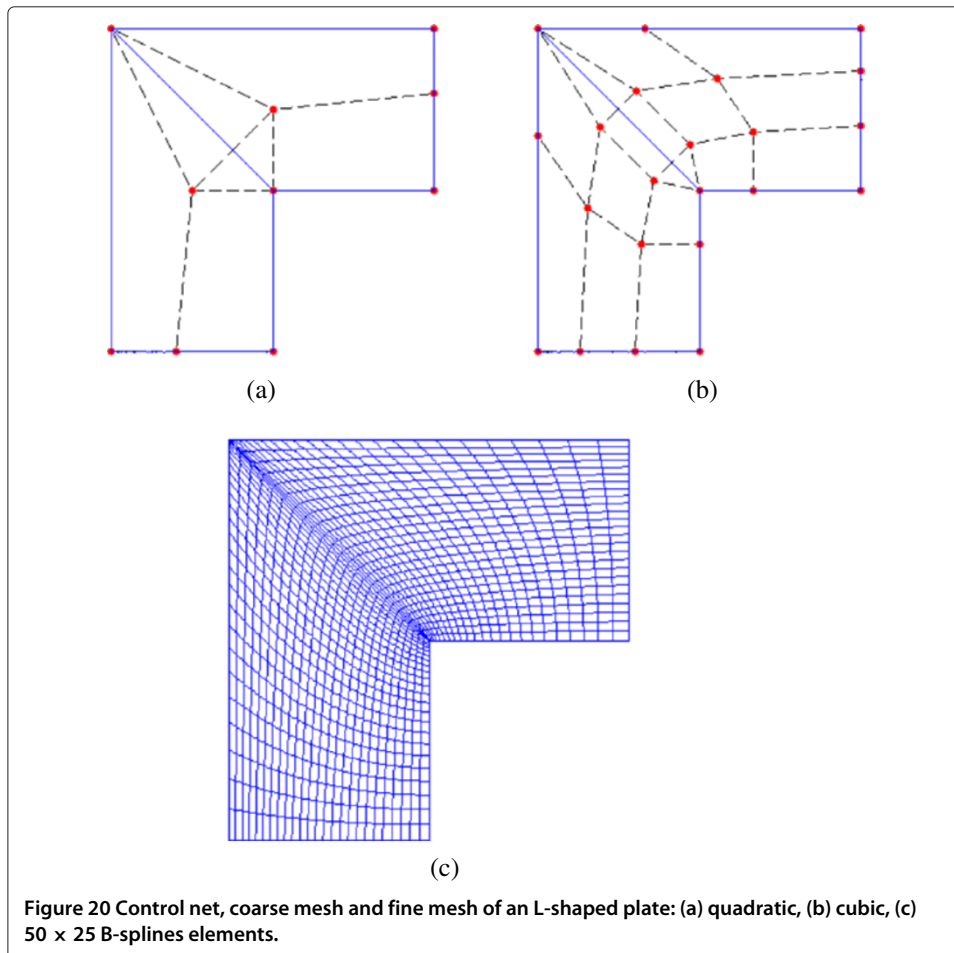 (a)
(b)
(c)
Figure 20 Control net, coarse mesh and fine mesh of an L-shaped plate: (a) quadratic, (b) cubic, (c)
50 × 25 B-splines elements.